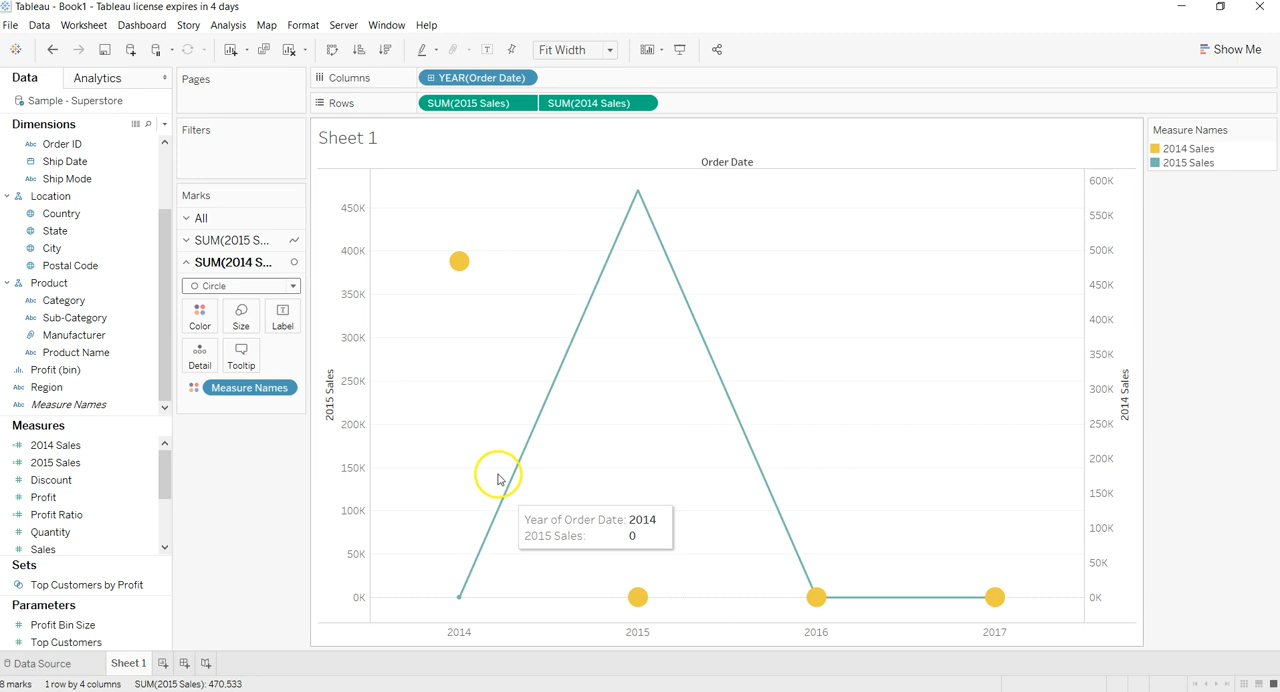 Tableau - Book1 - Tableau license expires in 4 days
File Data Worksheet Dashboard Story Analysis Map Format Server Window Help
Fit Width
Show Me
Data Analytics
Sample - Superstore
Dimensions
Abc Order ID
Ship Date
Abc Ship Mode
Location
Country
State
City
Postal Code
Product
Abc Category
Abc Sub-Category
Manufacturer
Abc Product Name
Profit (bin)
Abc Region
Abc Measure Names
Measures
2014 Sales
2015 Sales
Discount
Profit
Profit Ratio
Quantity
Sales
Sets
Top Customers by Profit
Parameters
Profit Bin Size
Top Customers
Pages
Filters
Marks
All
SUM(2015 S...
SUM(2014 S...
Circle
Color Size Label
Detail Tooltip
Measure Names
Columns YEAR(Order Date)
Rows SUM(2015 Sales) SUM(2014 Sales)
Sheet 1
Order Date
2015 Sales
450K
400K
350K
300K
250K
200K
150K
100K
50K
0K
600K
550K
500K
450K
400K
350K
300K
250K
200K
150K
100K
50K
0K
2014 Sales
2014 2015 2016 2017
Year of Order Date: 2014
2015 Sales: 0
Measure Names
2014 Sales
2015 Sales
Data Source Sheet 1
8 marks 1 row by 4 columns SUM(2015 Sales): 470,533